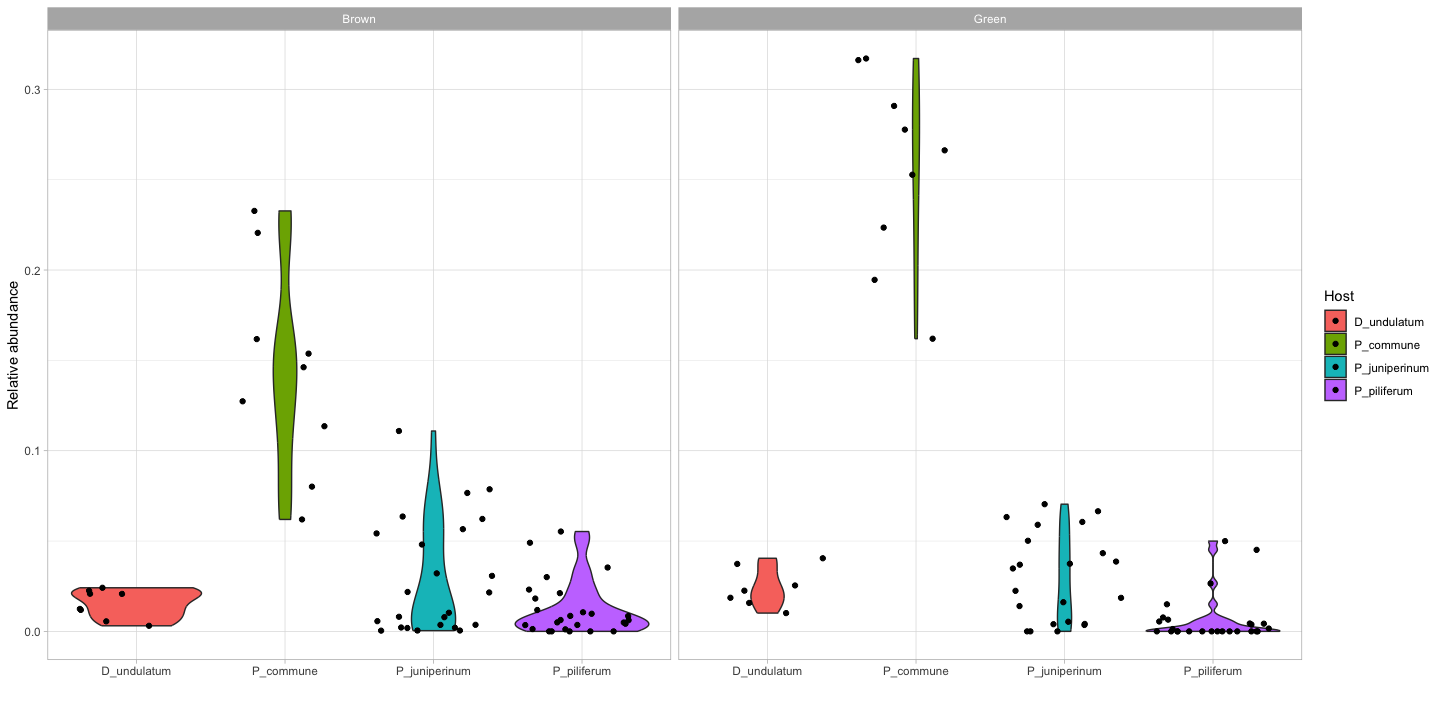 Brown
Green
Relative abundance
0.3
0.2
0.1
0.0
D_undulatum
P_commune
P_juniperinum
P_piliferum
D_undulatum
P_commune
P_juniperinum
P_piliferum
Host
D_undulatum
P_commune
P_juniperinum
P_piliferum